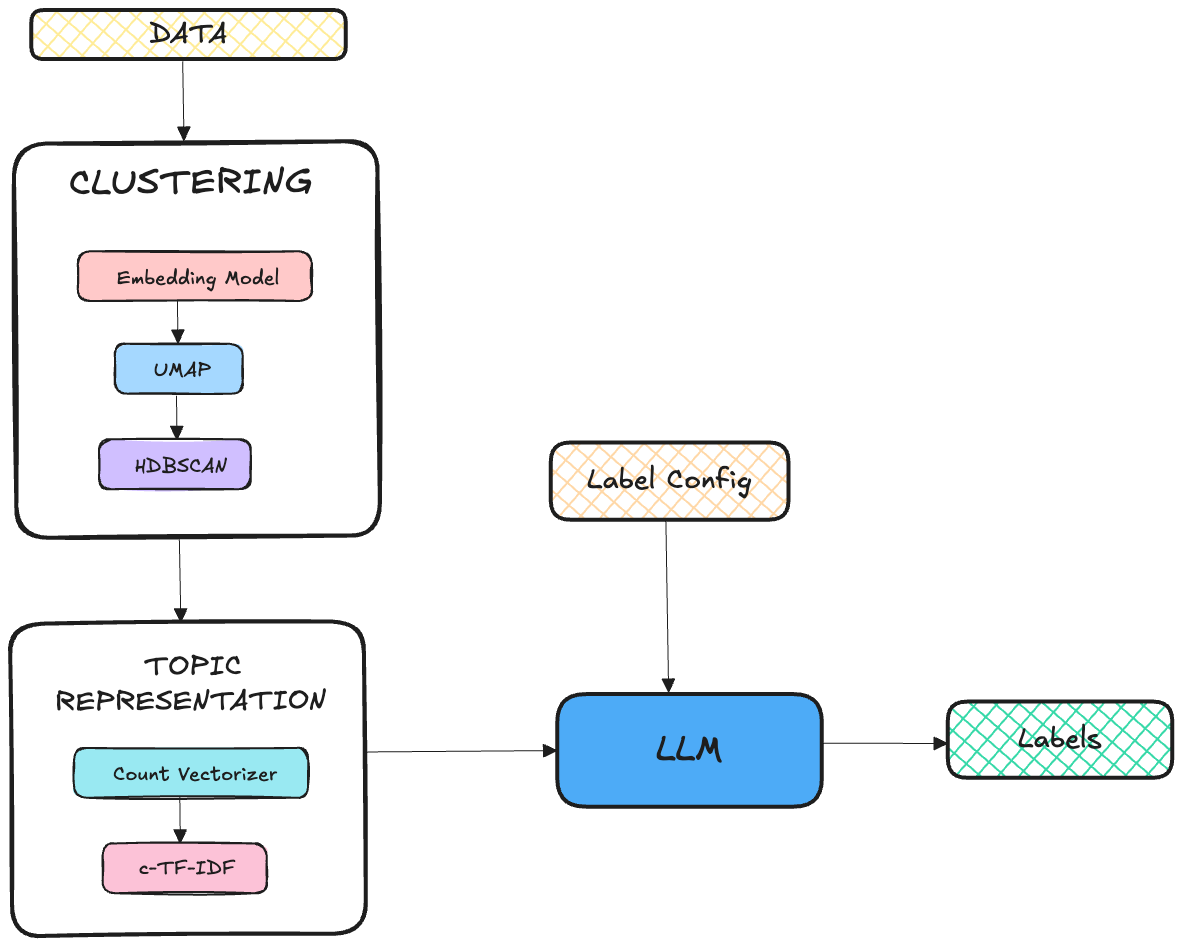 DATA
CLUSTERING
Embedding Model
UMAP
HDBSCAN
TOPIC
REPRESENTATION
Count Vectorizer
c-TF-IDF
Label Config
LLM
Labels